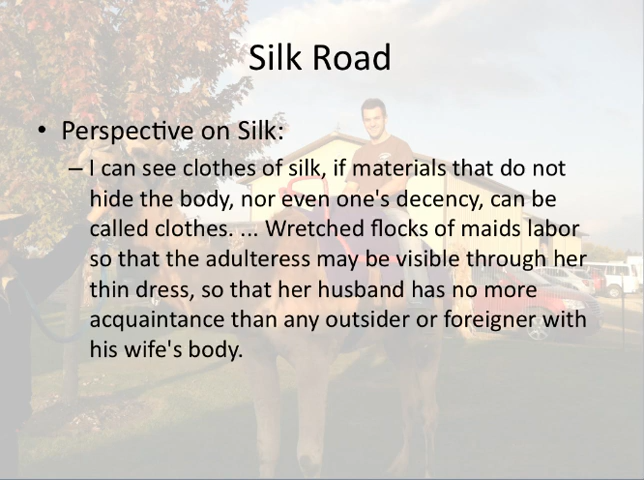 Silk Road
• Perspective on Silk:
– I can see clothes of silk, if materials that do not
hide the body, nor even one's decency, can be
called clothes. ... Wretched flocks of maids labor
so that the adulteress may be visible through her
thin dress, so that her husband has no more
acquaintance than any outsider or foreigner with
his wife's body.